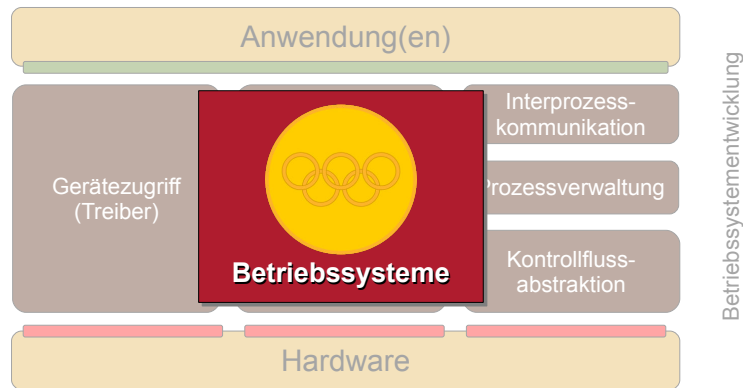 Anwendung(en)
Interprozess-
kommunikation
Gerätezugriff
(Treiber)
Prozessverwaltung
Betriebssysteme
Kontrollfluss-
abstraktion
Hardware
Betriebssystementwicklung